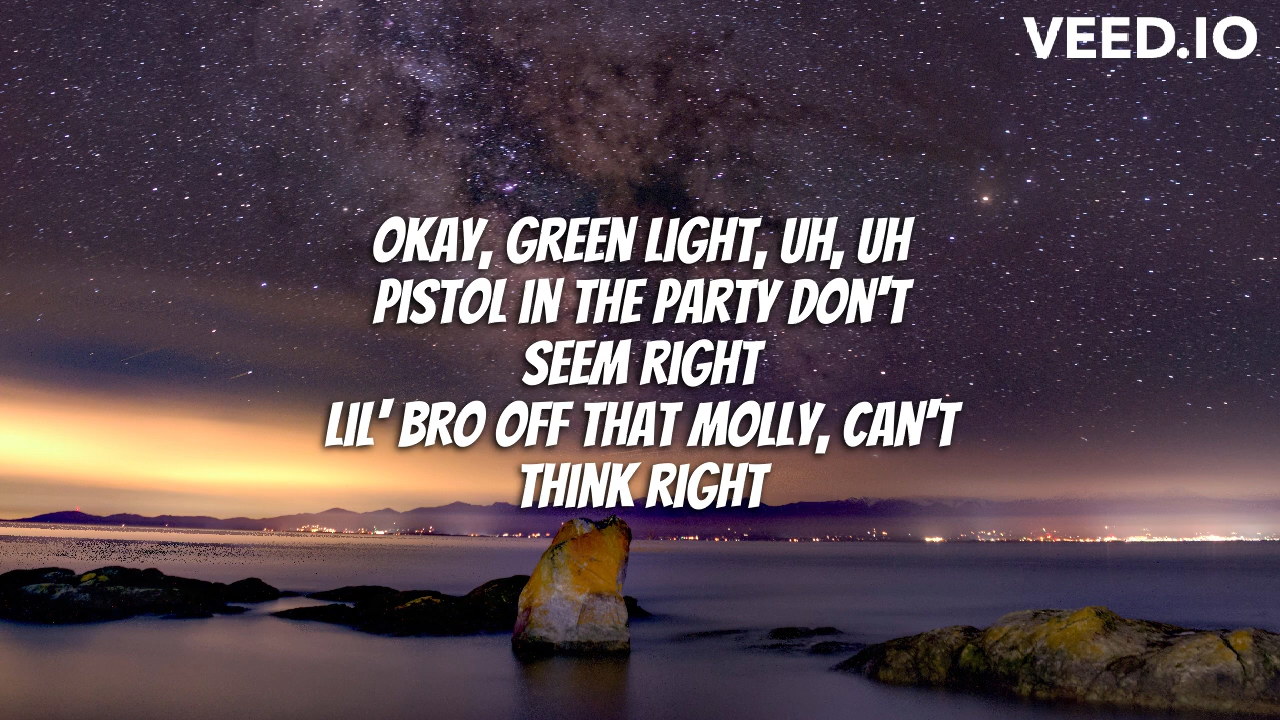 VEED.IO
OKAY, GREEN LIGHT, UH, UH
PISTOL IN THE PARTY DON'T
SEEM RIGHT
LIL' BRO OFF THAT MOLLY, CAN'T
THINK RIGHT